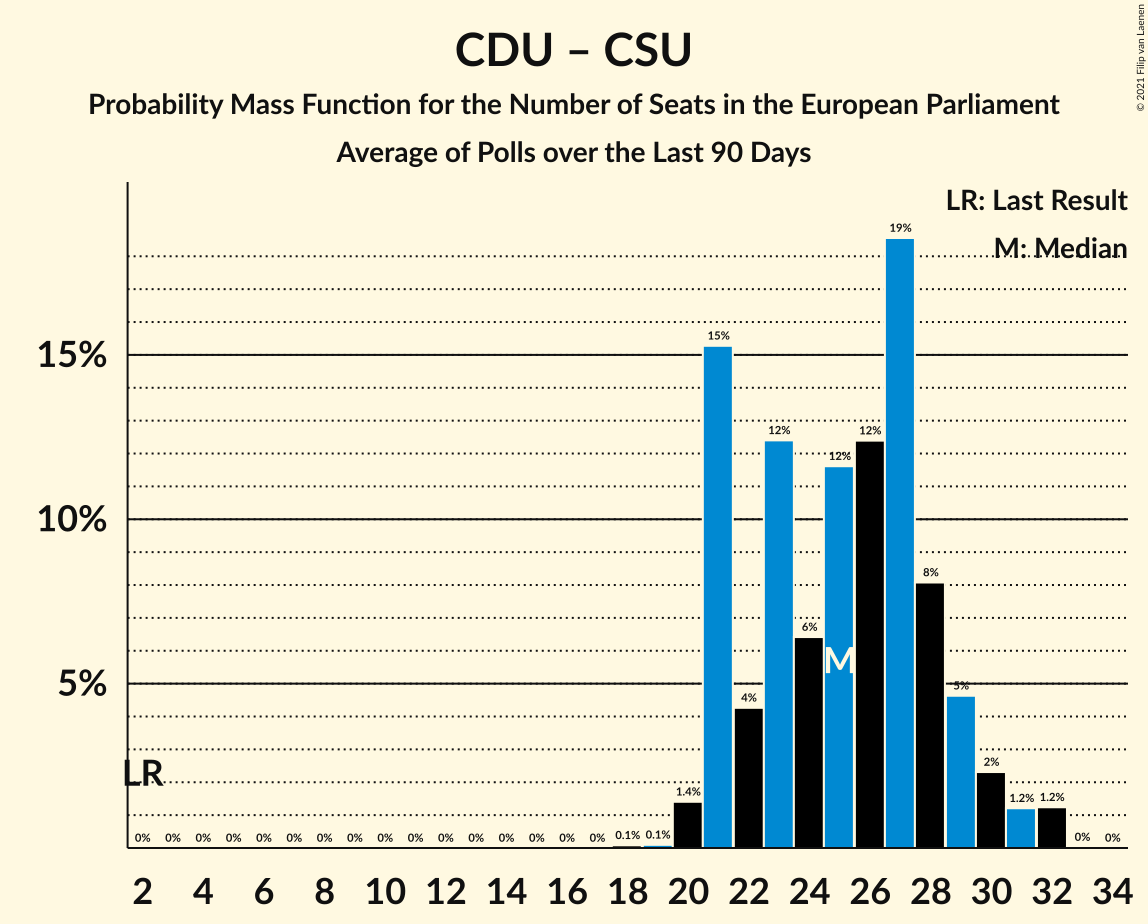 CDU – CSU
Probability Mass Function for the Number of Seats in the European Parliament
Average of Polls over the Last 90 Days
© 2021 Filip van Laenen
LR: Last Result
M: Median
15%
10%
5%
LR
M
0% 0% 0% 0% 0% 0% 0% 0% 0% 0% 0% 0% 0% 0% 0% 0% 0.1% 0.1% 1.4% 15% 4% 12% 6% 12% 12% 19% 8% 5% 2% 1.2% 1.2% 0% 0%
2 4 6 8 10 12 14 16 18 20 22 24 26 28 30 32 34